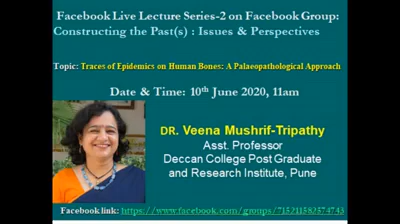 Facebook Live Lecture Series-2 on Facebook Group:
Constructing the Past(s) : Issues & Perspectives
Topic: Traces of Epidemics on Human Bones: A Palaeopathological Approach
Date & Time: 10th June 2020, 11am
DR. Veena Mushrif-Tripathy
Asst. Professor
Deccan College Post Graduate
and Research Institute, Pune
Facebook link: https://www.facebook.com/groups/715211583574743